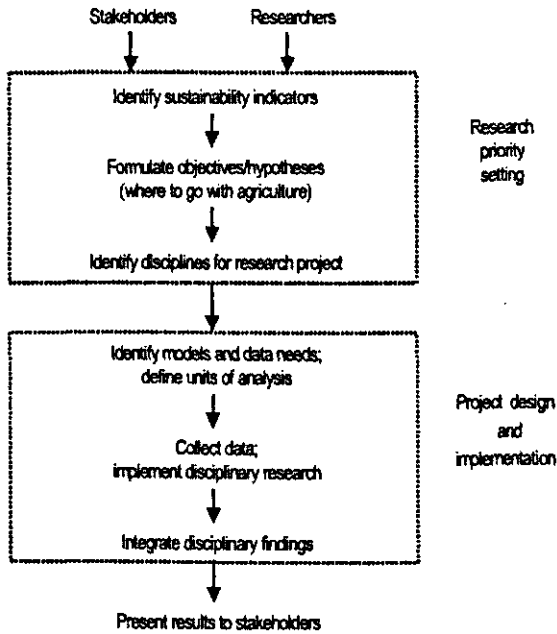 Stakeholders Researchers
Identify sustainability indicators
Formulate objectives/hypotheses
(where to go with agriculture)
Identify disciplines for research project
Research
priority
setting
Identify models and data needs;
define units of analysis
Collect data;
implement disciplinary research
Integrate disciplinary findings
Project design
and
implementation
Present results to stakeholders